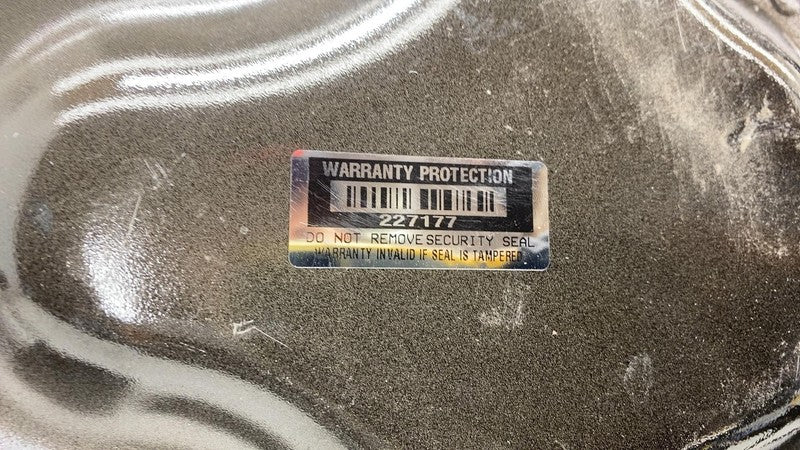 WARRANTY PROTECTION
227177
DO NOT REMOVE SECURITY SEAL
WARRANTY INVALID IF SEAL IS TAMPERED